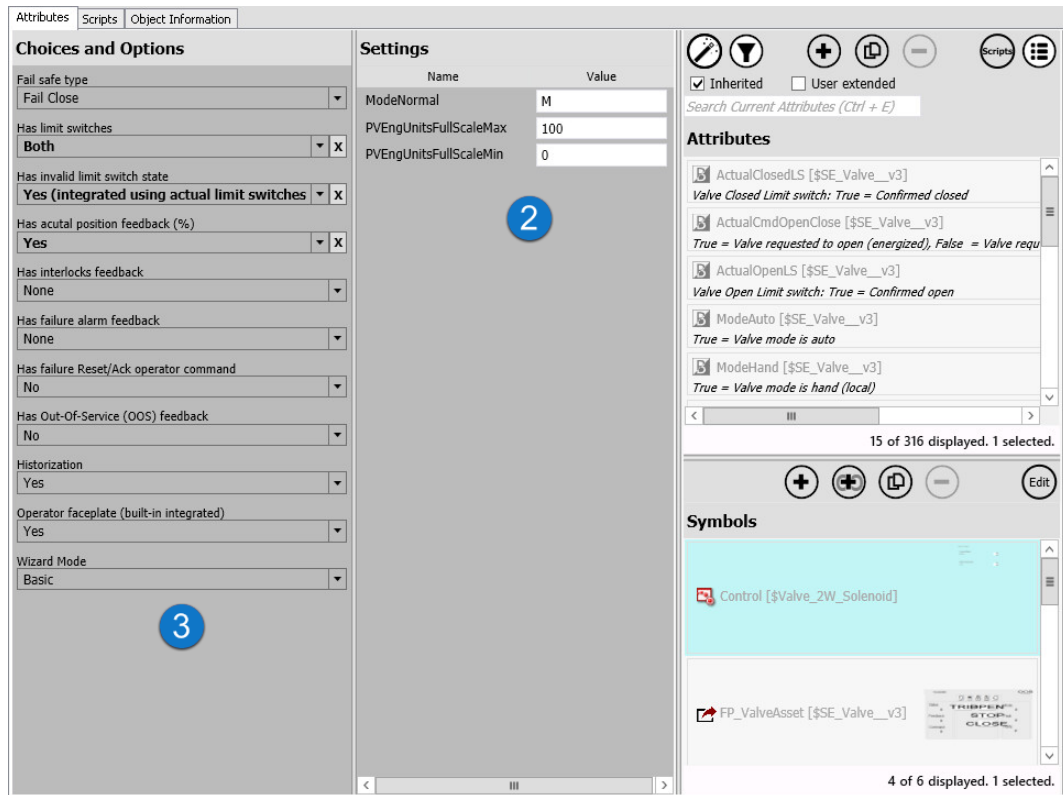 Attributes Scripts Object Information
Choices and Options
Fail safe type
Fail Close
Has limit switches
Both
X
Has invalid limit switch state
Yes (integrated using actual limit switches
X
Has acutal position feedback (%)
Yes
X
Has interlocks feedback
None
Has failure alarm feedback
None
Has failure Reset/Ack operator command
No
Has Out-Of-Service (OOS) feedback
No
Historization
Yes
Operator faceplate (built-in integrated)
Yes
Wizard Mode
Basic
3
Settings
Name Value
ModeNormal M
PVEngUnitsFullScaleMax 100
PVEngUnitsFullScaleMin 0
2
Scripts
Inherited User extended
Search Current Attributes (Ctrl + E)
Attributes
ActualClosedLS [$SE_Valve__v3]
Valve Closed Limit switch: True = Confirmed closed
ActualCmdOpenClose [$SE_Valve__v3]
True = Valve requested to open (energized), False = Valve requ
ActualOpenLS [$SE_Valve__v3]
Valve Open Limit switch: True = Confirmed open
ModeAuto [$SE_Valve__v3]
True = Valve mode is auto
ModeHand [$SE_Valve__v3]
True = Valve mode is hand (local)
15 of 316 displayed. 1 selected.
Edit
Symbols
Control [$Valve_2W_Solenoid]
FP_ValveAsset [$SE_Valve__v3]
STOP
CLOSE
4 of 6 displayed. 1 selected.